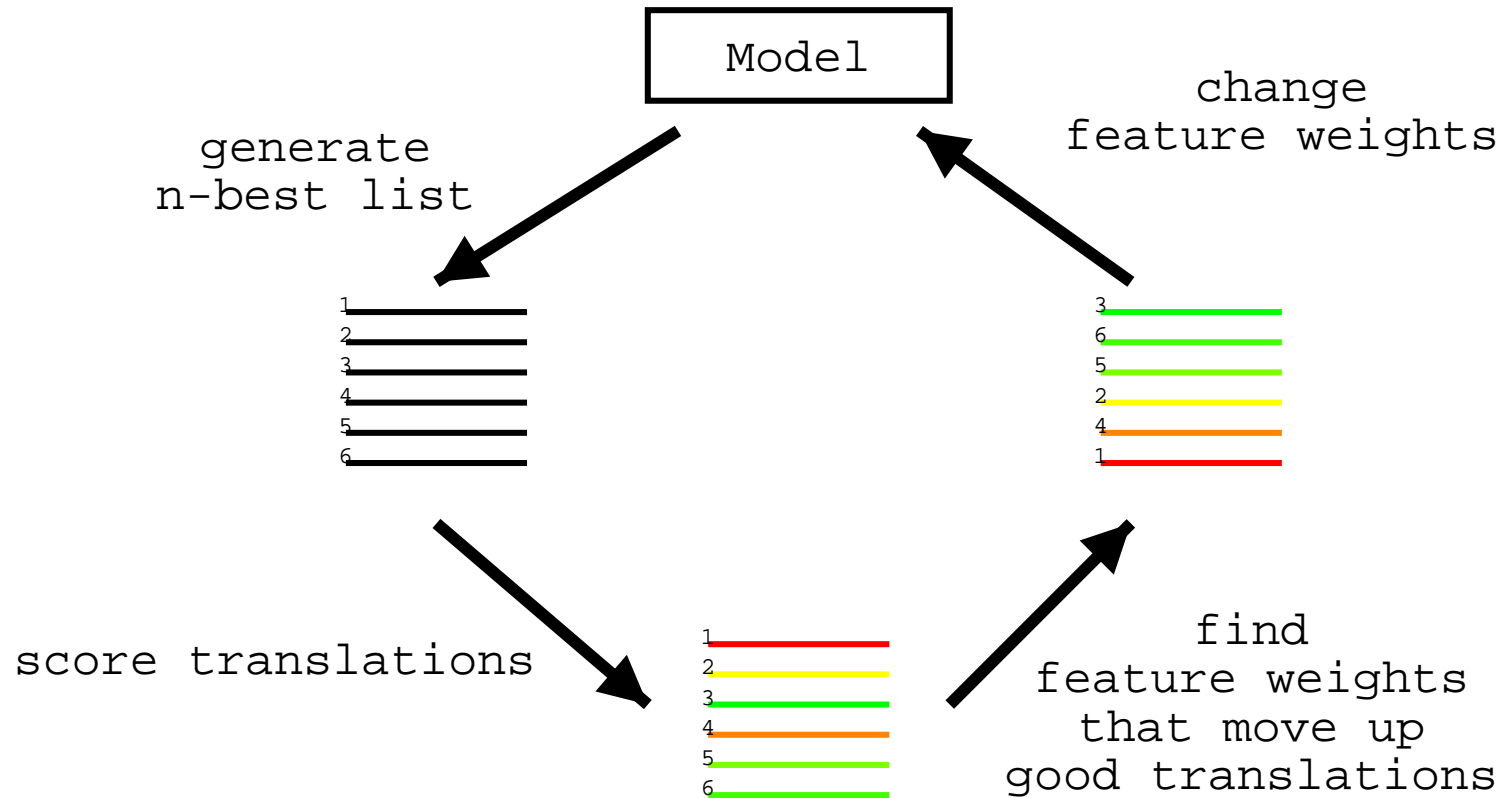 Model
change
feature weights
generate
n-best list
1
2
3
4
5
6
3
6
5
2
4
1
score translations
1
2
3
4
5
6
find
feature weights
that move up
good translations